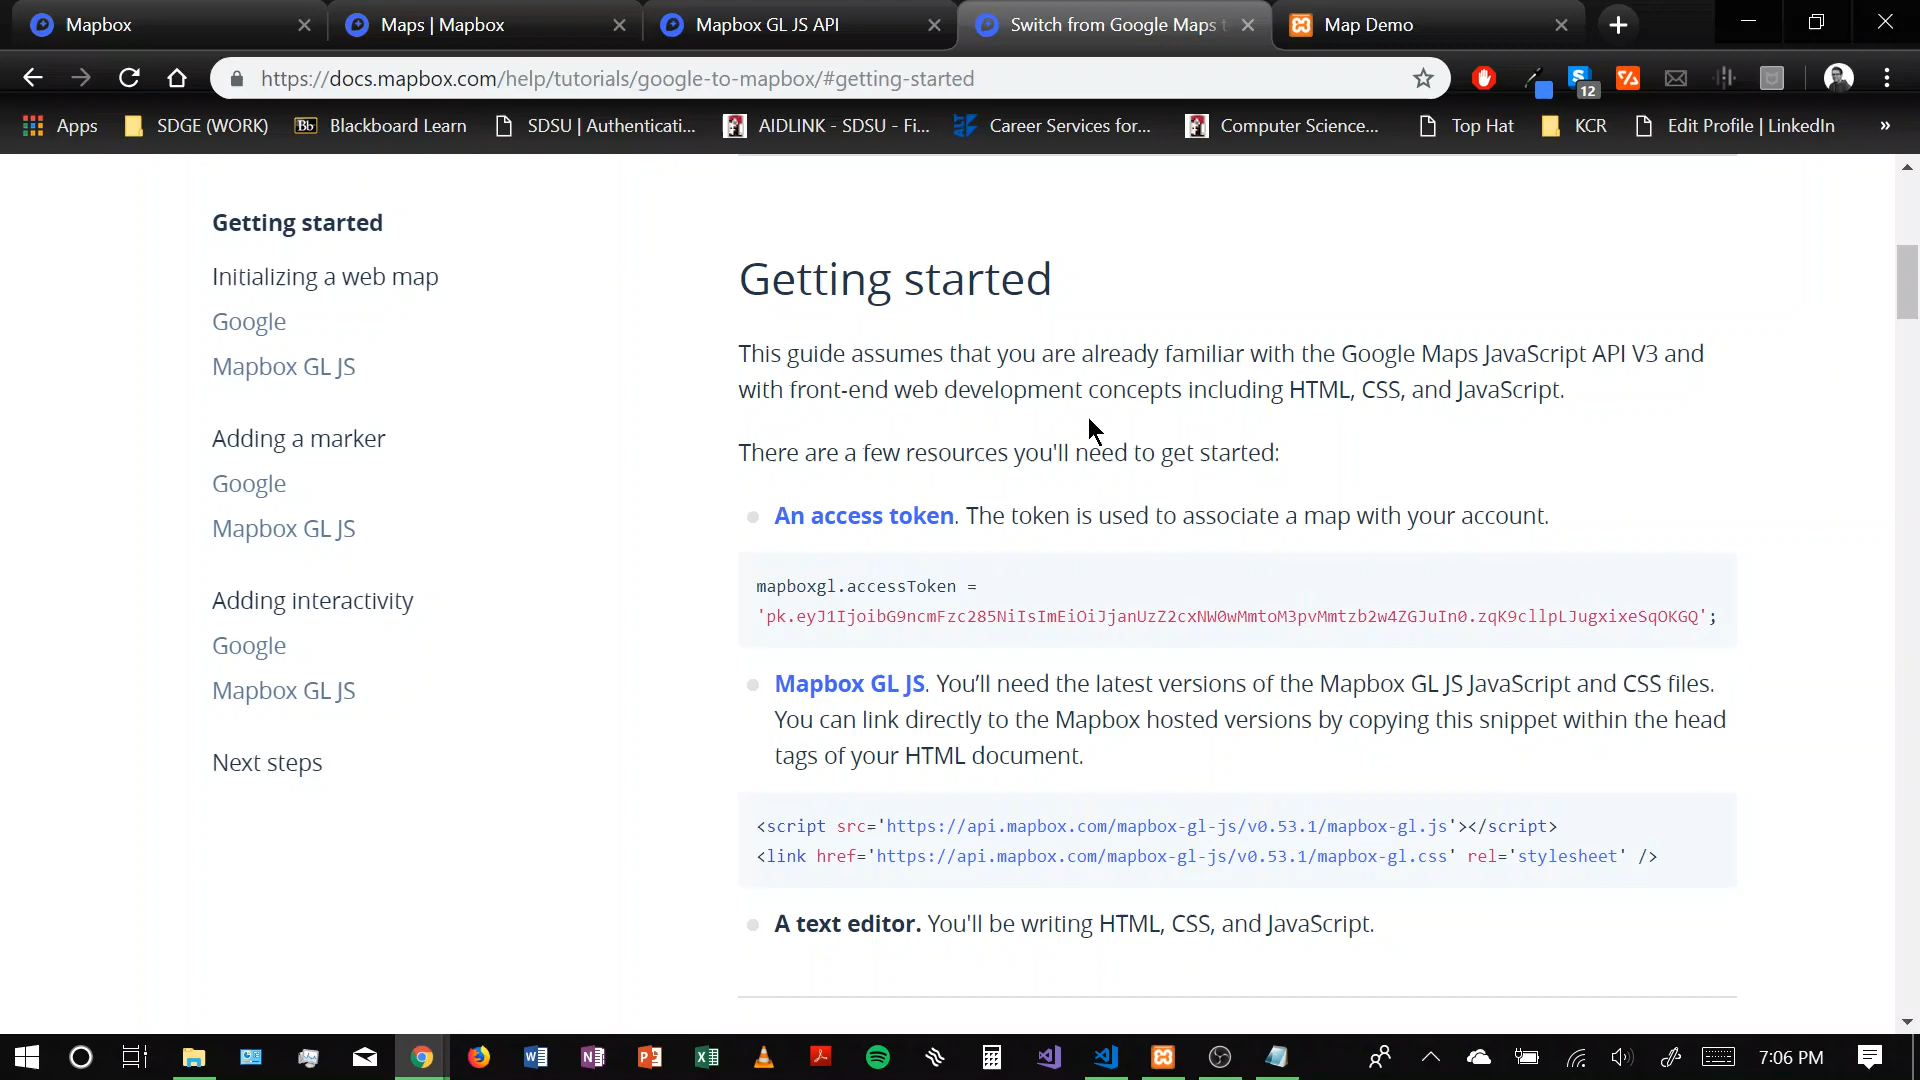 Mapbox
Maps | Mapbox
Mapbox GL JS API
Switch from Google Maps t
Map Demo
https://docs.mapbox.com/help/tutorials/google-to-mapbox/#getting-started
12
Apps
SDGE (WORK)
Bb Blackboard Learn
SDSU | Authenticati...
AIDLINK - SDSU - Fi...
Career Services for...
Computer Science...
Top Hat
KCR
Edit Profile | LinkedIn
»
Getting started
Initializing a web map
Google
Mapbox GL JS
Adding a marker
Google
Mapbox GL JS
Adding interactivity
Google
Mapbox GL JS
Next steps
Getting started
This guide assumes that you are already familiar with the Google Maps JavaScript API V3 and
with front-end web development concepts including HTML, CSS, and JavaScript.
There are a few resources you'll need to get started:
An access token. The token is used to associate a map with your account.
mapboxgl.accessToken =
'pk.eyJ1IjoibG9ncmFzc285NiIsImEiOiJjanUzZ2cxNW0wMmtoM3pvMmtzb2w4ZGJuIn0.zqK9cllpLJugxixeSqOKGQ';
Mapbox GL JS. You’ll need the latest versions of the Mapbox GL JS JavaScript and CSS files.
You can link directly to the Mapbox hosted versions by copying this snippet within the head
tags of your HTML document.
<script src='https://api.mapbox.com/mapbox-gl-js/v0.53.1/mapbox-gl.js'></script>
<link href='https://api.mapbox.com/mapbox-gl-js/v0.53.1/mapbox-gl.css' rel='stylesheet' />
A text editor. You'll be writing HTML, CSS, and JavaScript.
7:06 PM